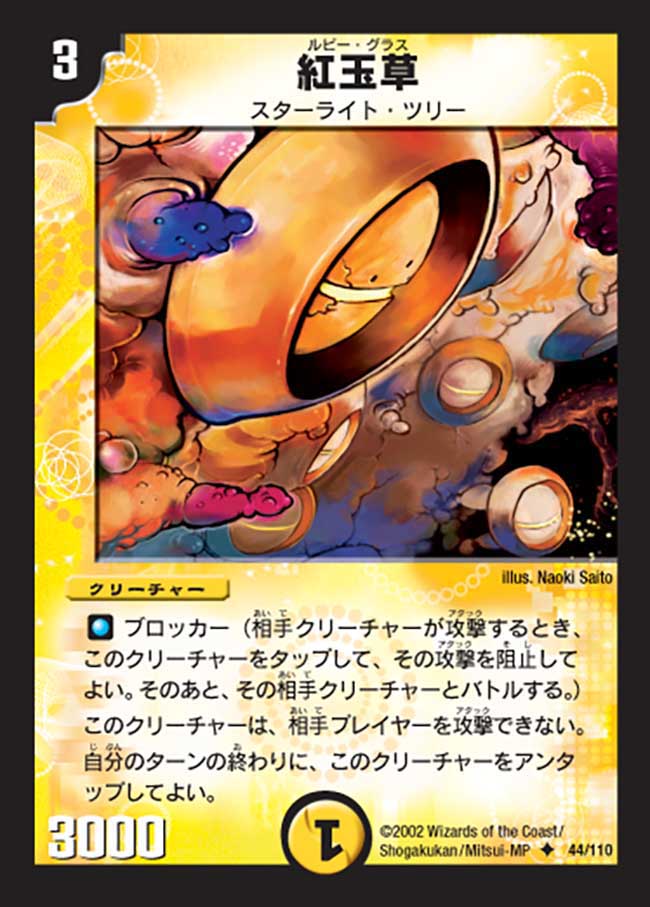 3
ルビー・グラス
紅玉草
スターライト・ツリー
illus. Naoki Saito
クリーチャー
ブロッカー(相手クリーチャーが攻撃するとき、
このクリーチャーをタップして、その攻撃を阻止して
よい。そのあと、その相手クリーチャーとバトルする。)
このクリーチャーは、相手プレイヤーを攻撃できない。
自分のターンの終わりに、このクリーチャーをアンタ
ップしてよい。
3000
1
©2002 Wizards of the Coast/
Shogakukan/Mitsui-MP 44/110